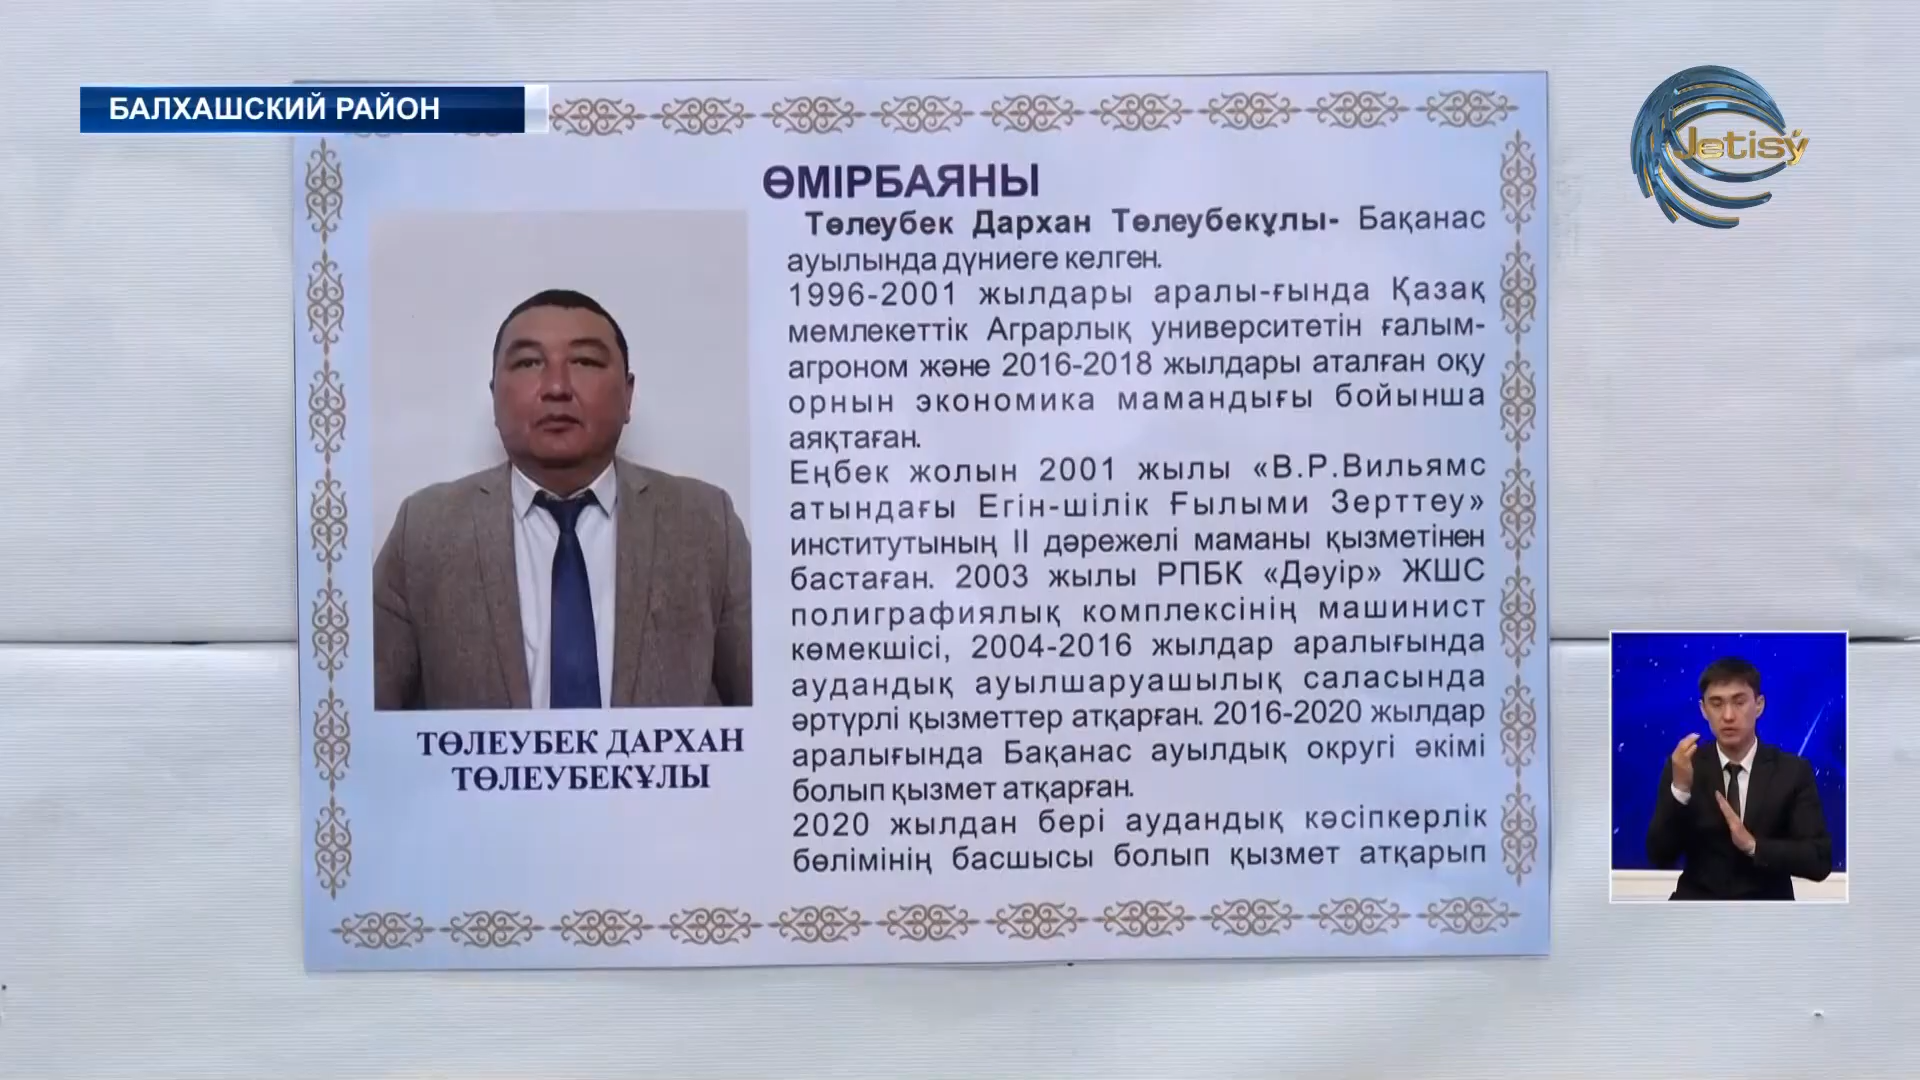 БАЛХАШСКИЙ РАЙОН
Jetisý
ӨМІРБАЯНЫ
Төлеубек Дархан Төлеубекұлы- Бақанас
ауылында дүниеге келген.
1996-2001 жылдары аралы-ғында Қазақ
мемлекеттік Аграрлық университетін ғалым-
агроном және 2016-2018 жылдары аталған оқу
орнын экономика мамандығы бойынша
аяқтаған.
Еңбек жолын 2001 жылы «В.Р.Вильямс
атындағы Егін-шілік Ғылыми Зерттеу»
институтының II дәрежелі маманы қызметінен
бастаған. 2003 жылы РПБК «Дәуір» ЖШС
полиграфиялық комплексінің машинист
көмекшісі, 2004-2016 жылдар аралығында
аудандық ауылшаруашылық саласында
әртүрлі қызметтер атқарған. 2016-2020 жылдар
аралығында Бақанас ауылдық округі әкімі
болып қызмет атқарған.
2020 жылдан бері аудандық кәсіпкерлік
бөлімінің басшысы болып қызмет атқарып
ТӨЛЕУБЕК ДАРХАН
ТӨЛЕУБЕКҰЛЫ